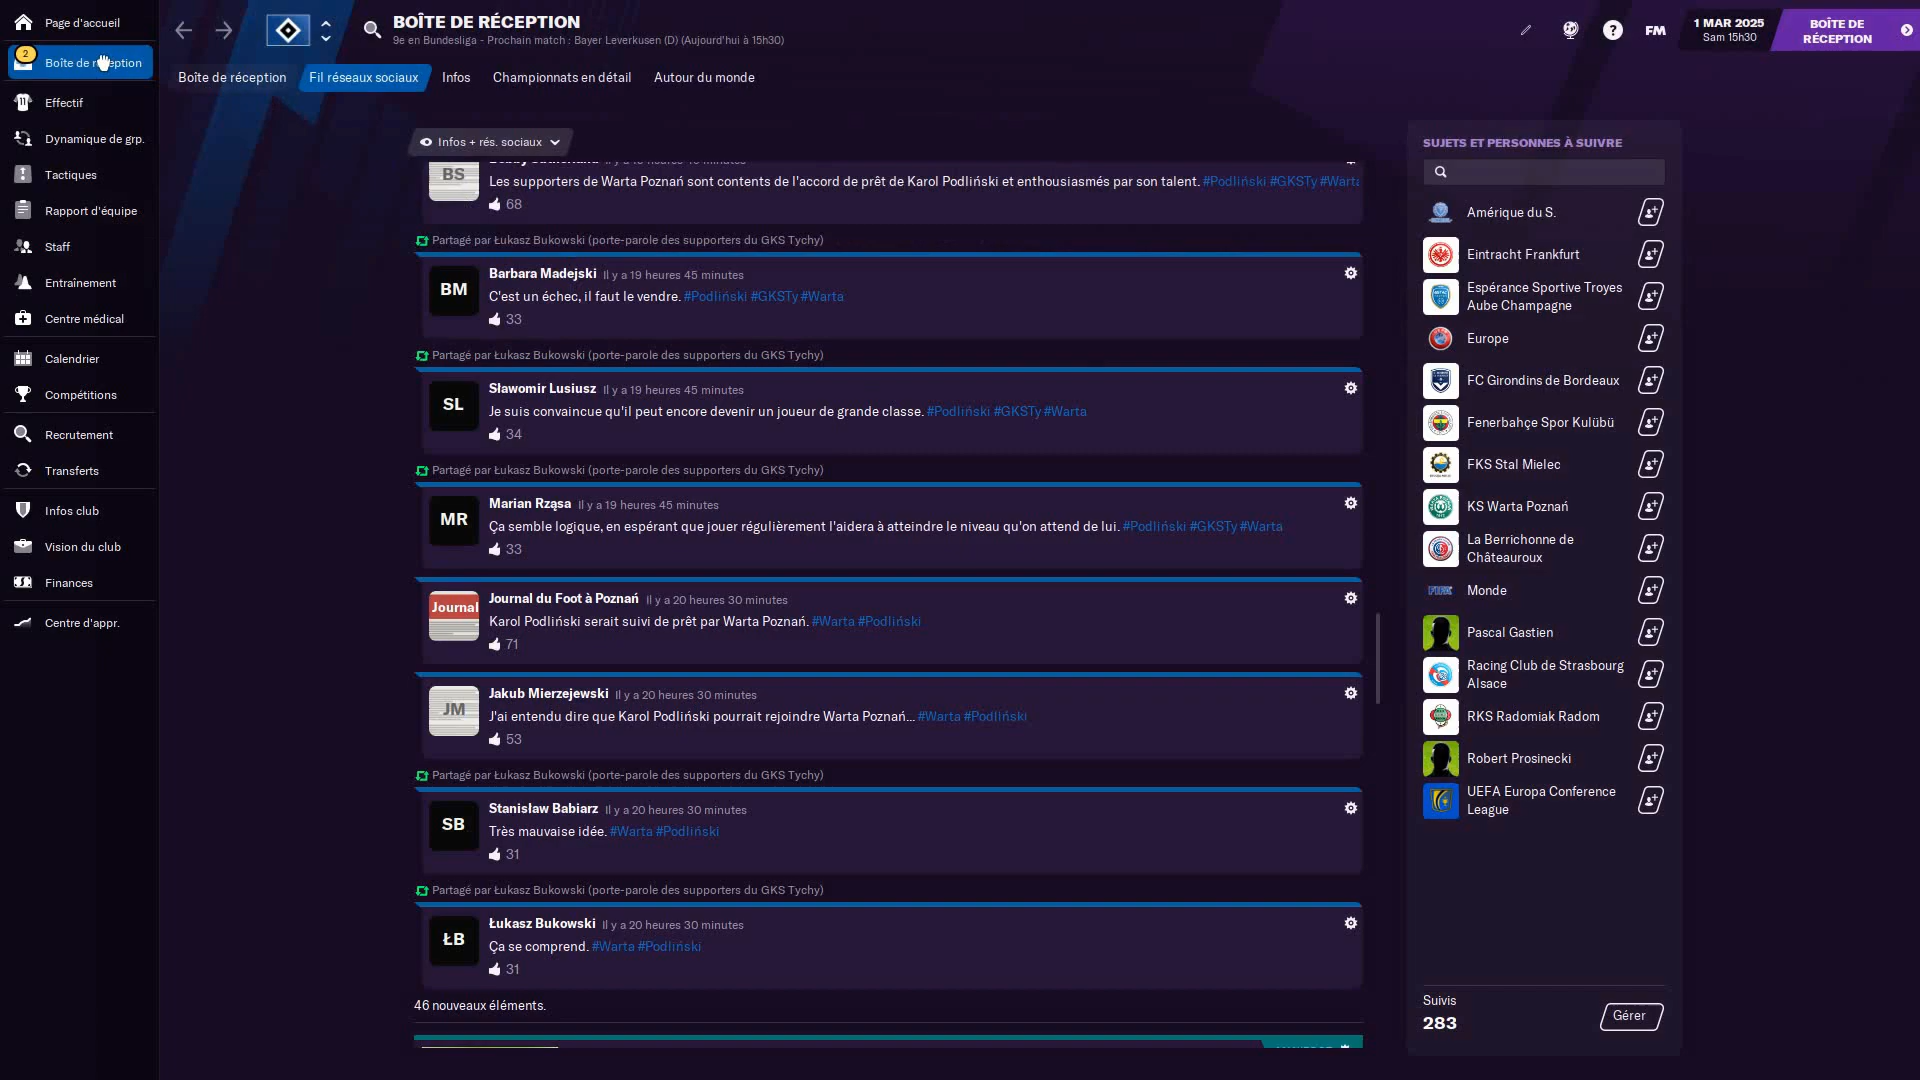 Page d'accueil
2
Boîte de réception
Effectif
Dynamique de grp.
Tactiques
Rapport d'équipe
Staff
Entraînement
Centre médical
Calendrier
Compétitions
Recrutement
Transferts
Infos club
Vision du club
Finances
Centre d'appr.
BOÎTE DE RÉCEPTION
9e en Bundesliga - Prochain match : Bayer Leverkusen (D) (Aujourd'hui à 15h30)
FM
1 MAR 2025
Sam 15h30
BOÎTE DE
RÉCEPTION
Boîte de réception Fil réseaux sociaux Infos Championnats en détail Autour du monde
Infos + rés. sociaux
BS
Les supporters de Warta Poznań sont contents de l'accord de prêt de Karol Podliński et enthousiasmés par son talent. #Podliński #GKSTy #Warta
68
Partagé par Łukasz Bukowski (porte-parole des supporters du GKS Tychy)
BM
Barbara Madejski Il y a 19 heures 45 minutes
C'est un échec, il faut le vendre. #Podliński #GKSTy #Warta
33
Partagé par Łukasz Bukowski (porte-parole des supporters du GKS Tychy)
SL
Sławomir Lusiusz Il y a 19 heures 45 minutes
Je suis convaincue qu'il peut encore devenir un joueur de grande classe. #Podliński #GKSTy #Warta
34
Partagé par Łukasz Bukowski (porte-parole des supporters du GKS Tychy)
MR
Marian Rząsa Il y a 19 heures 45 minutes
Ça semble logique, en espérant que jouer régulièrement l'aidera à atteindre le niveau qu'on attend de lui. #Podliński #GKSTy #Warta
33
Journal
Journal du Foot à Poznań Il y a 20 heures 30 minutes
Karol Podliński serait suivi de prêt par Warta Poznań. #Warta #Podliński
71
JM
Jakub Mierzejewski Il y a 20 heures 30 minutes
J'ai entendu dire que Karol Podliński pourrait rejoindre Warta Poznań... #Warta #Podliński
53
Partagé par Łukasz Bukowski (porte-parole des supporters du GKS Tychy)
SB
Stanisław Babiarz Il y a 20 heures 30 minutes
Très mauvaise idée. #Warta #Podliński
31
Partagé par Łukasz Bukowski (porte-parole des supporters du GKS Tychy)
ŁB
Łukasz Bukowski Il y a 20 heures 30 minutes
Ça se comprend. #Warta #Podliński
31
46 nouveaux éléments.
SUJETS ET PERSONNES À SUIVRE
Amérique du S.
Eintracht Frankfurt
Espérance Sportive Troyes
Aube Champagne
Europe
FC Girondins de Bordeaux
Fenerbahçe Spor Kulübü
FKS Stal Mielec
KS Warta Poznań
La Berrichonne de
Châteauroux
Monde
Pascal Gastien
Racing Club de Strasbourg
Alsace
RKS Radomiak Radom
Robert Prosinecki
UEFA Europa Conference
League
Suivis
283
Gérer